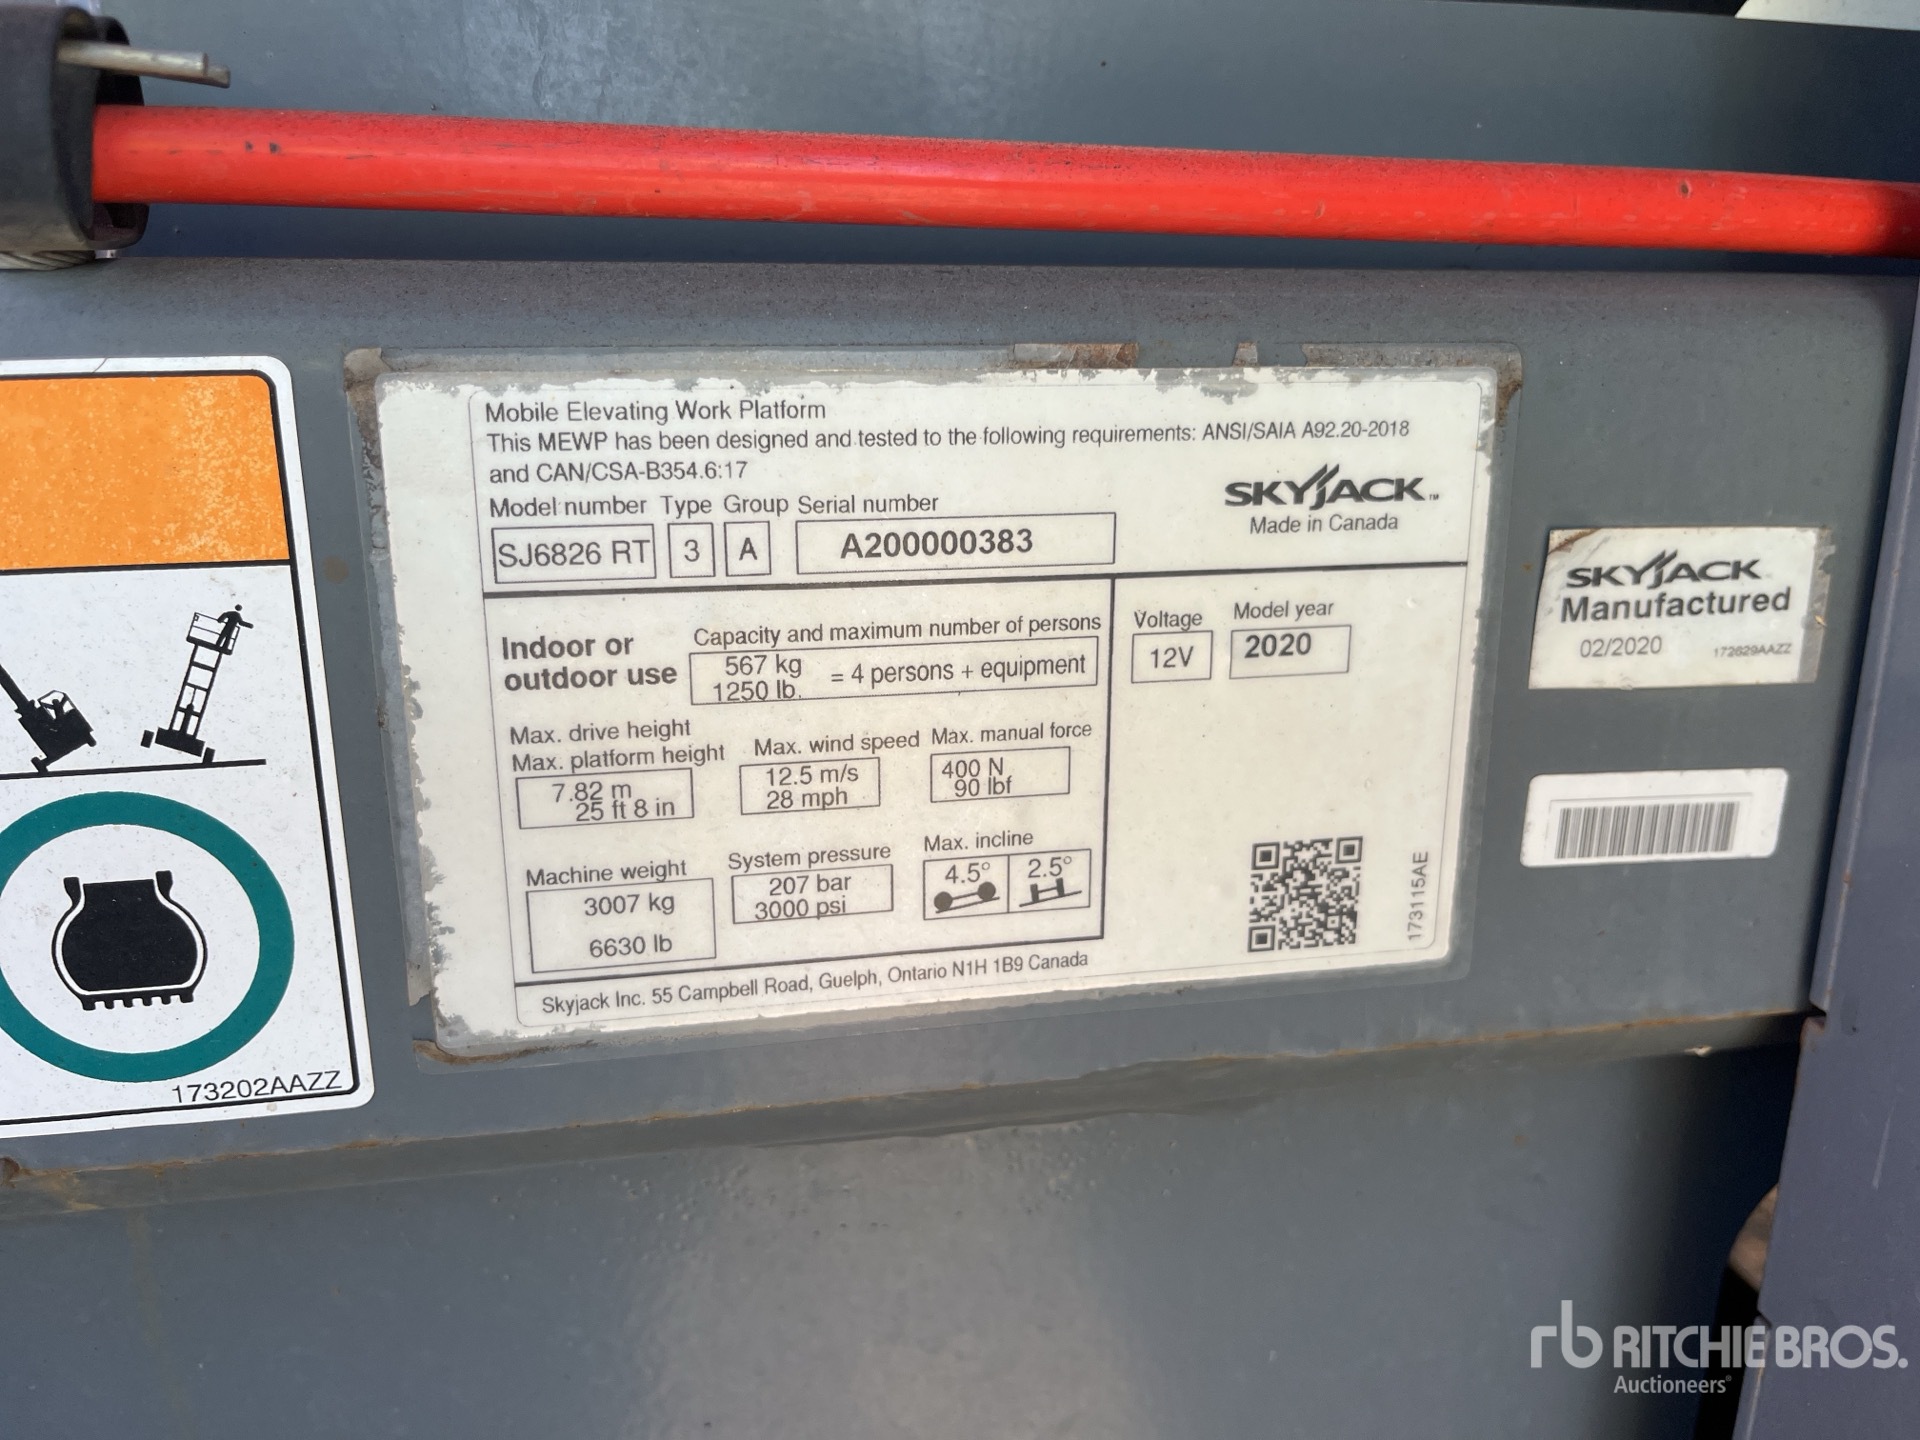 Mobile Elevating Work Platform
This MEWP has been designed and tested to the following requirements: ANSI/SAIA A92.20-2018
and CAN/CSA-B354.6:17
Model number Type Group Serial number
SJ6826 RT 3 A A200000383
SKYJACK™
Made in Canada
Indoor or
outdoor use
Capacity and maximum number of persons
567 kg
1250 lb.
= 4 persons + equipment
Voltage
12V
Model year
2020
Max. drive height
Max. platform height
7.82 m
25 ft 8 in
Max. wind speed
12.5 m/s
28 mph
Max. manual force
400 N
90 lbf
Machine weight
3007 kg
6630 lb
System pressure
207 bar
3000 psi
Max. incline
4.5° 2.5°
173115AE
Skyjack Inc. 55 Campbell Road, Guelph, Ontario N1H 1B9 Canada
SKYJACK
Manufactured
02/2020 172629AAZZ
173202AAZZ
rb RITCHIE BROS.
Auctioneers®